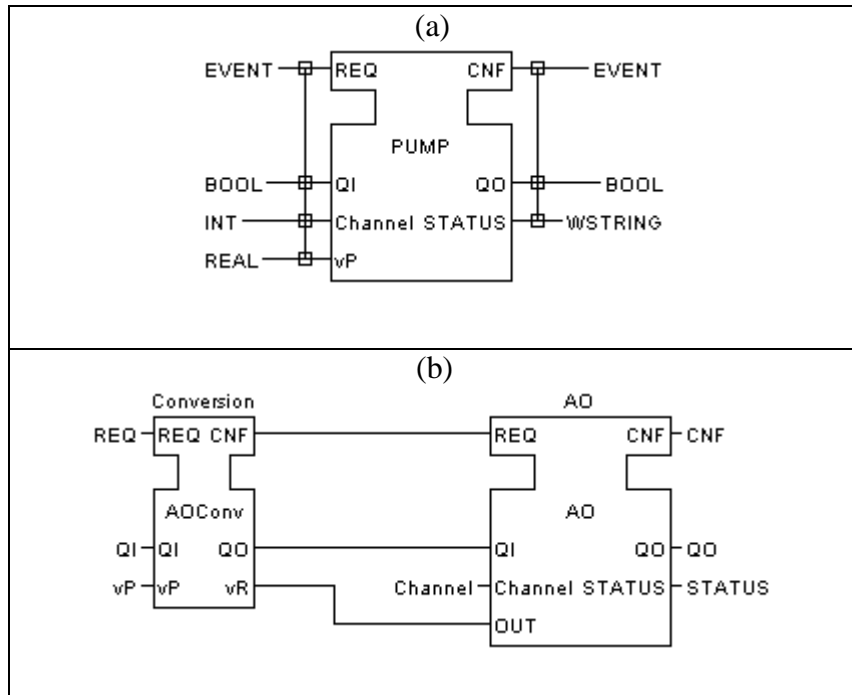 (a)
EVENT REQ CNF EVENT
PUMP
BOOL QI QO BOOL
INT Channel STATUS WSTRING
REAL vP
(b)
Conversion AO
REQ REQ CNF REQ CNF CNF
AOConv AO
QI QI QO QI QO QO
vP vP vR Channel Channel STATUS STATUS
OUT